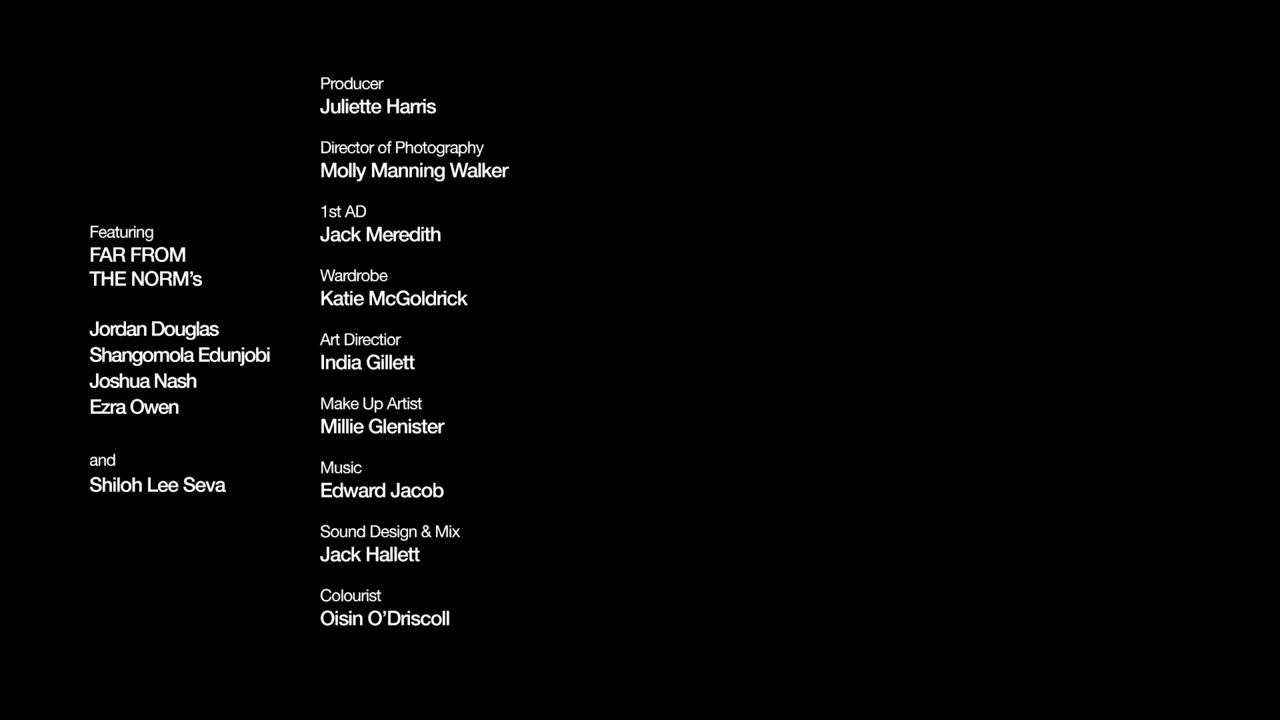 Featuring
FAR FROM
THE NORM’s
Jordan Douglas
Shangomola Edunjobi
Joshua Nash
Ezra Owen
and
Shiloh Lee Seva
Producer
Juliette Harris
Director of Photography
Molly Manning Walker
1st AD
Jack Meredith
Wardrobe
Katie McGoldrick
Art Directior
India Gillett
Make Up Artist
Millie Glenister
Music
Edward Jacob
Sound Design & Mix
Jack Hallett
Colourist
Oisin O’Driscoll